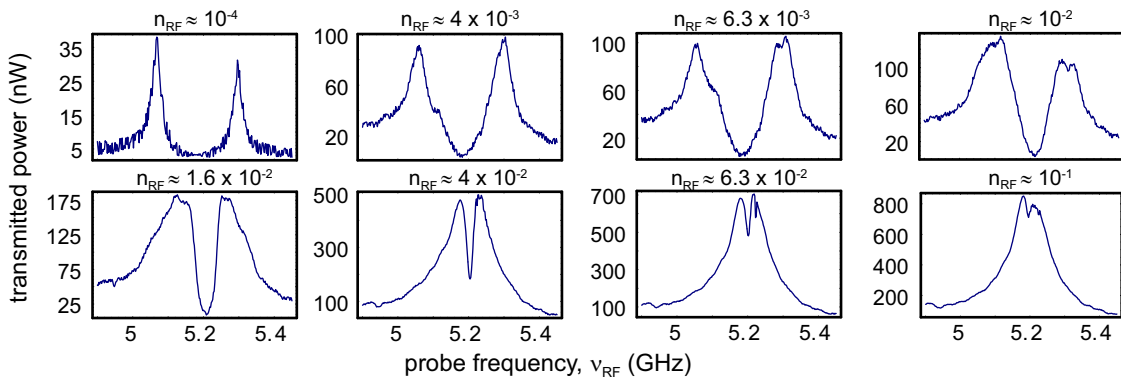 n_RF ≈ 10^-4
n_RF ≈ 4 x 10^-3
n_RF ≈ 6.3 x 10^-3
n_RF ≈ 10^-2
35
25
15
5
100
60
20
100
60
20
100
60
20
n_RF ≈ 1.6 x 10^-2
n_RF ≈ 4 x 10^-2
n_RF ≈ 6.3 x 10^-2
n_RF ≈ 10^-1
175
125
75
25
500
300
100
700
500
300
100
800
600
400
200
5 5.2 5.4
5 5.2 5.4
5 5.2 5.4
5 5.2 5.4
transmitted power (nW)
probe frequency, ν_RF (GHz)